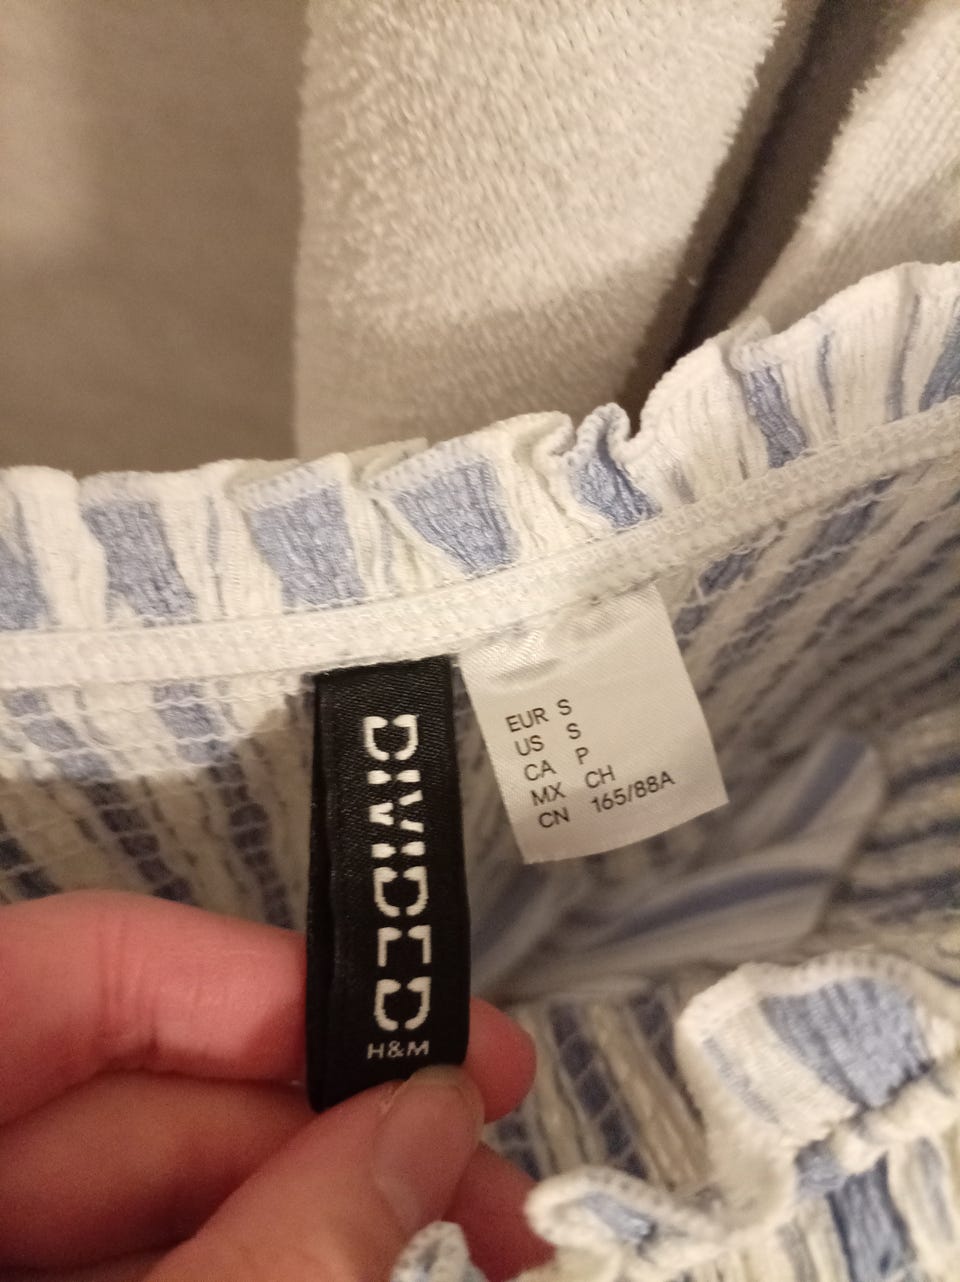 DIVIDED
H&M
EUR S
US S
CA P
MX CH
CN 165/88A